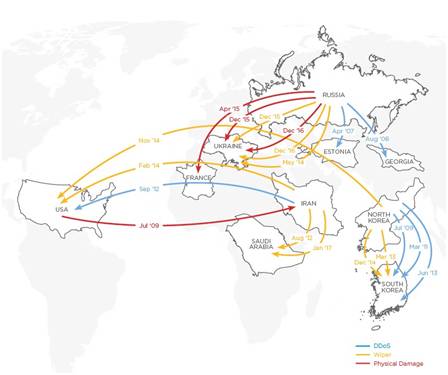 RUSSIA
Apr '15
Dec '15
Dec '15
Dec '16
Apr '07
Aug '08
Nov '14
UKRAINE
Dec '16
ESTONIA
GEORGIA
Feb '14
May '14
FRANCE
Sep '12
USA
IRAN
NORTH
KOREA
Jul '09
Jul '09
Mar '11
Aug '12
SAUDI
ARABIA
Jan '17
Mar '13
Dec '14
Jun '13
SOUTH
KOREA
DDoS
Wiper
Physical Damage